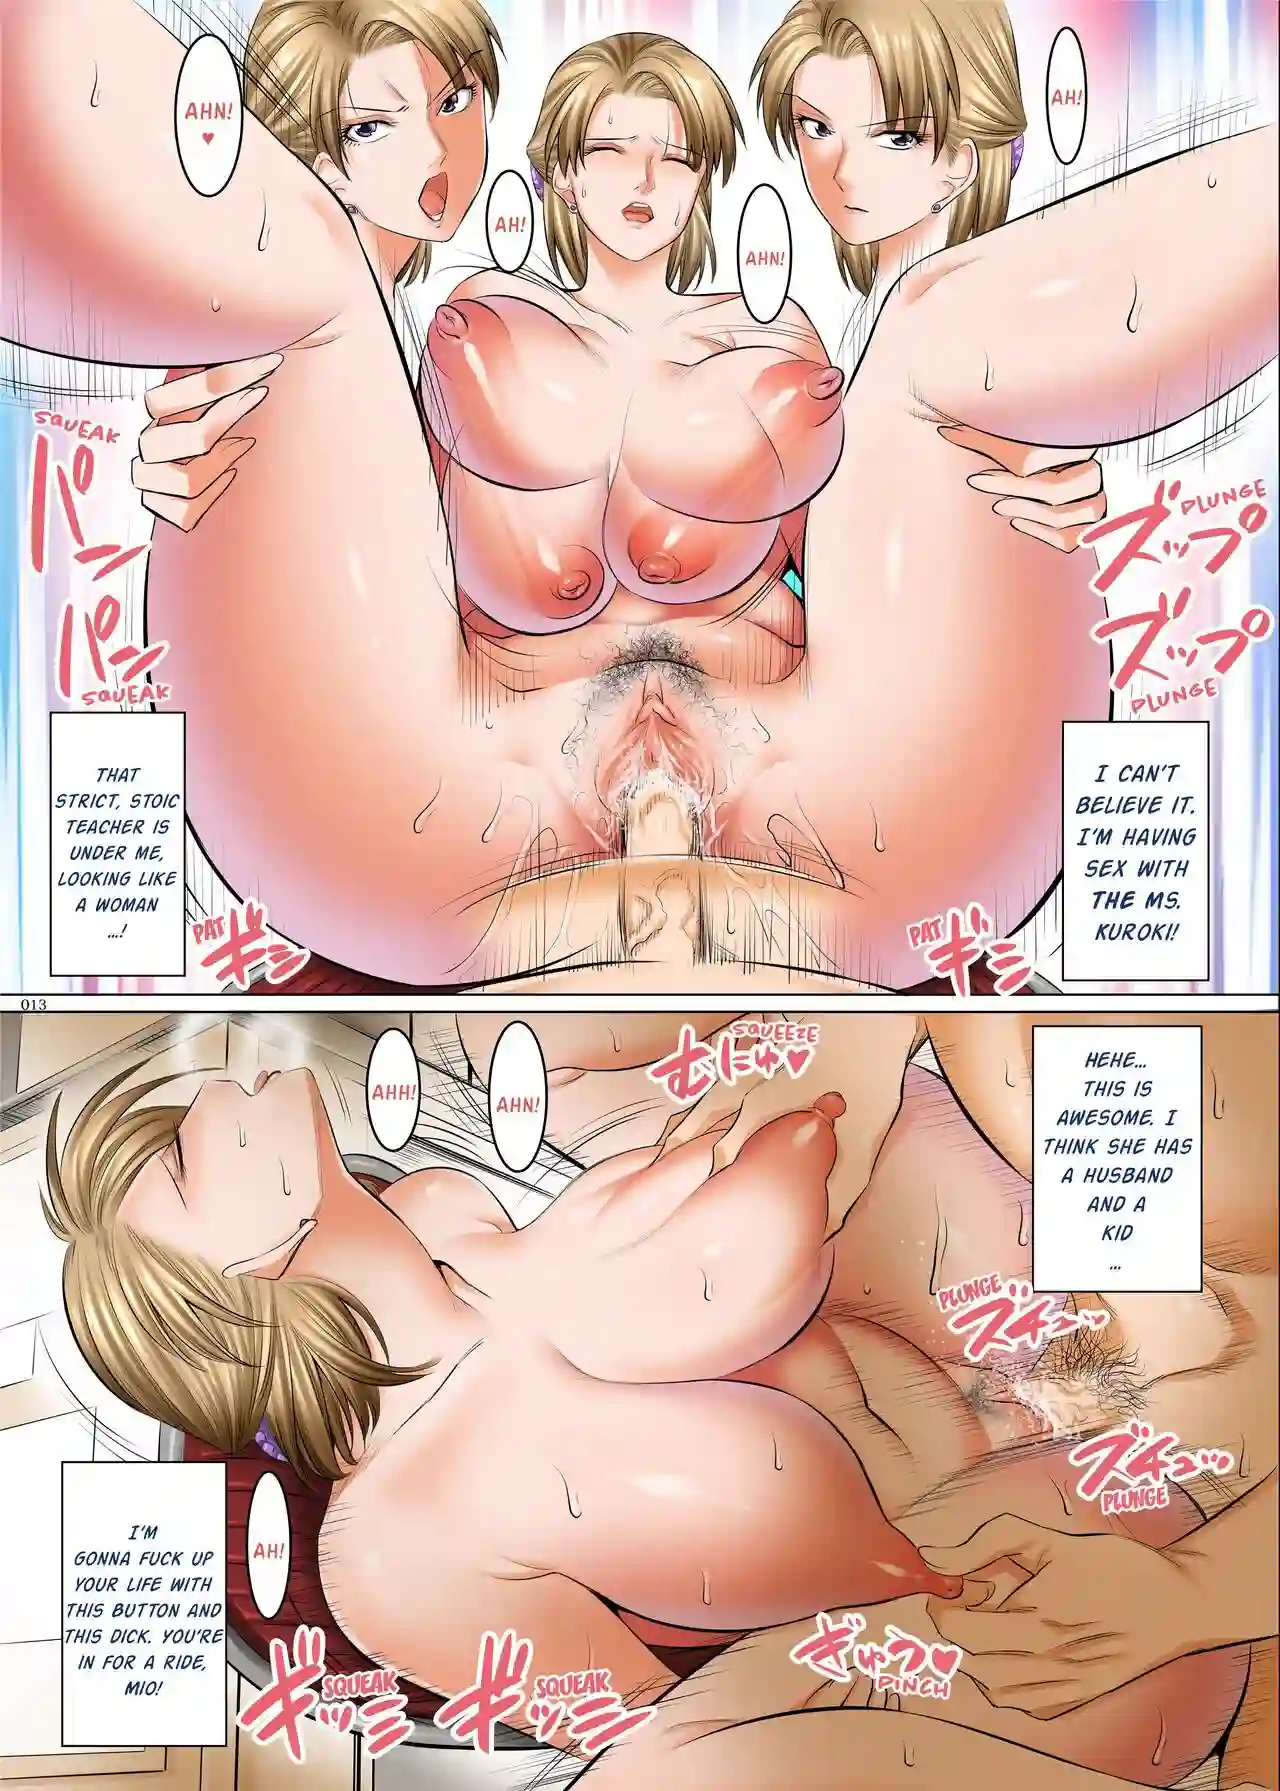 AHN!
♥
AH!
AHN!
AH!
SQUEAK
パン
パン
SQUEAK
PLUNGE
ズップ
ズップ
PLUNGE
I CAN'T
BELIEVE IT.
I'M HAVING
SEX WITH
THE MS.
KUROKI!
THAT
STRICT, STOIC
TEACHER IS
UNDER ME,
LOOKING LIKE
A WOMAN
...!
PAT
ギシ
PAT
ギシ
013
SQUEEZE
むにゅ♥
AHH!
AHN!
HEHE...
THIS IS
AWESOME. I
THINK SHE HAS
A HUSBAND
AND A
KID
...
PLUNGE
ズチュッ
ズチュッ
PLUNGE
I'M
GONNA FUCK UP
YOUR LIFE WITH
THIS BUTTON AND
THIS DICK. YOU'RE
IN FOR A RIDE,
MIO!
AH!
ぎゅっ♥
PINCH
SQUEAK
ギッシ
SQUEAK
ギッシ